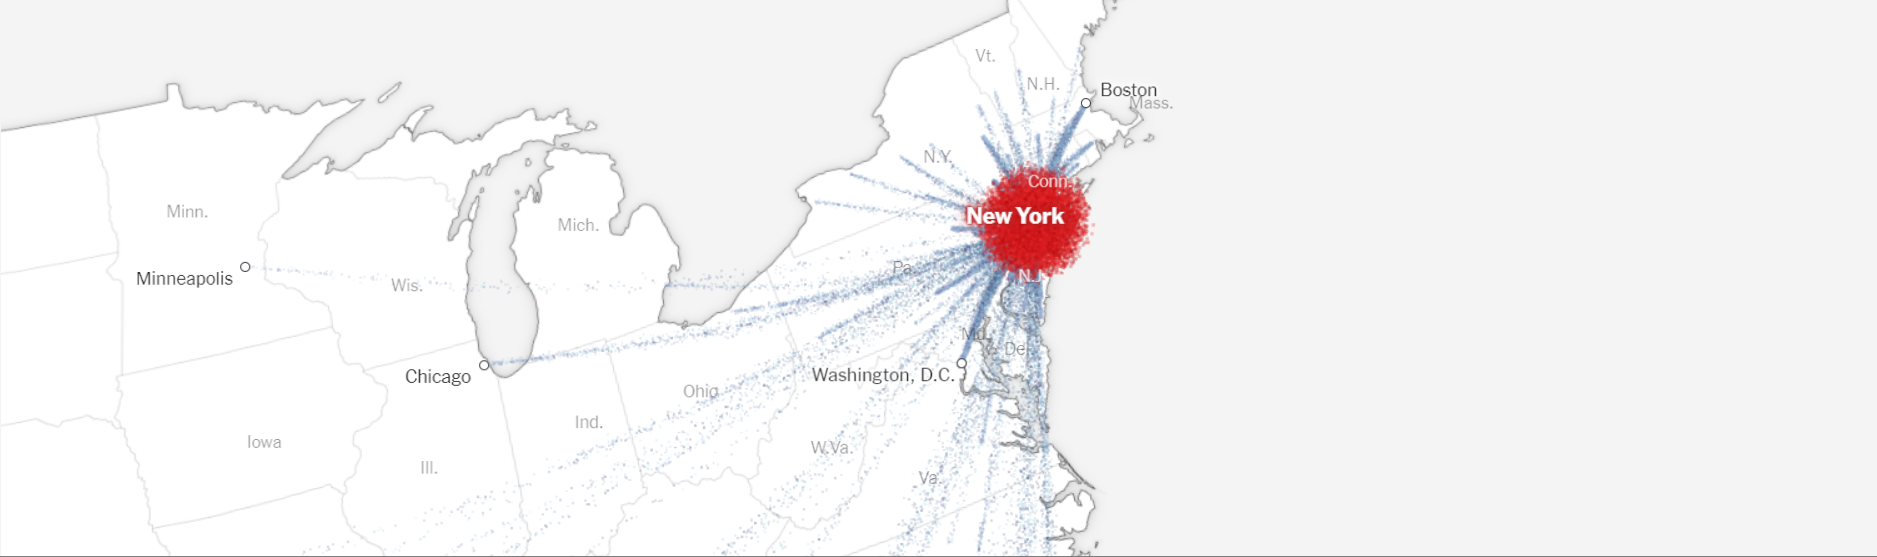 Vt.
N.H.
Boston
Mass.
N.Y.
Conn.
Minn.
New York
Mich.
Minneapolis
Pa.
N.J.
Wis.
Md.
De
Chicago
Washington, D.C.
Ohio
Ind.
Iowa
W.Va.
Ill.
Va.